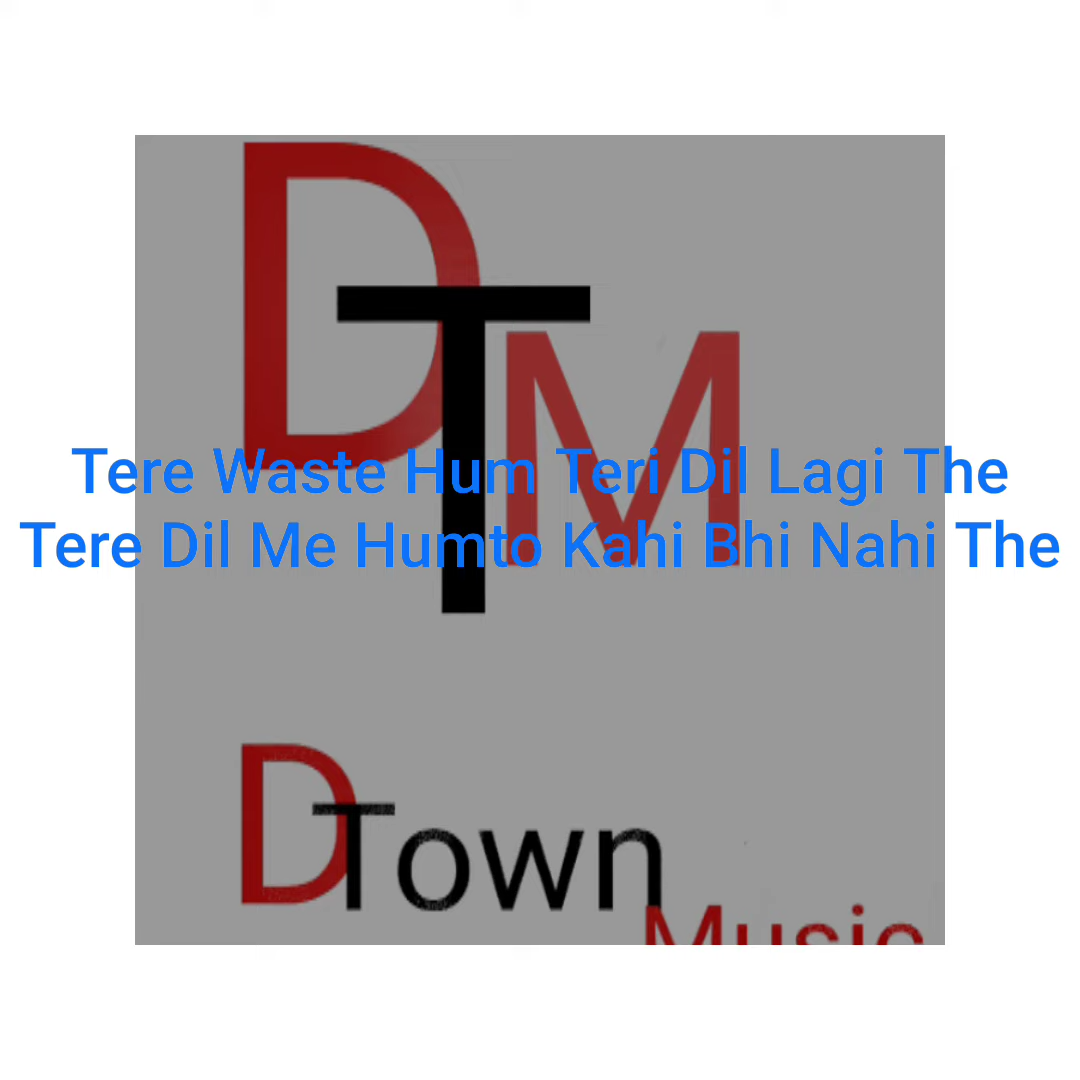 DTM
Tere Waste Hum Teri Dil Lagi The
Tere Dil Me Humto Kahi Bhi Nahi The
DTown
Music